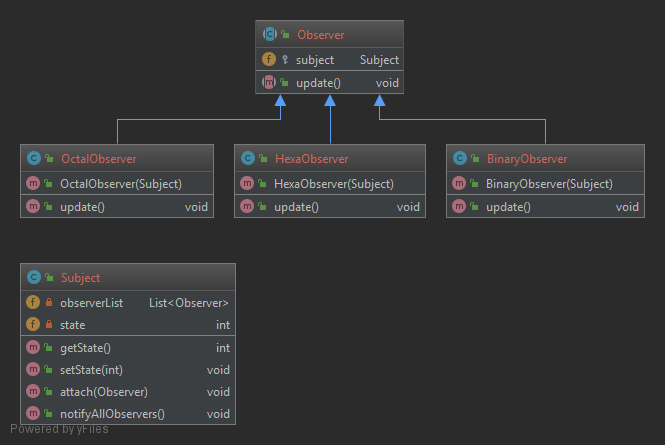 Observer
subject Subject
update() void
OctalObserver
OctalObserver(Subject)
update() void
HexaObserver
HexaObserver(Subject)
update() void
BinaryObserver
BinaryObserver(Subject)
update() void
Subject
observerList List<Observer>
state int
getState() int
setState(int) void
attach(Observer) void
notifyAllObservers() void
Powered by yFiles